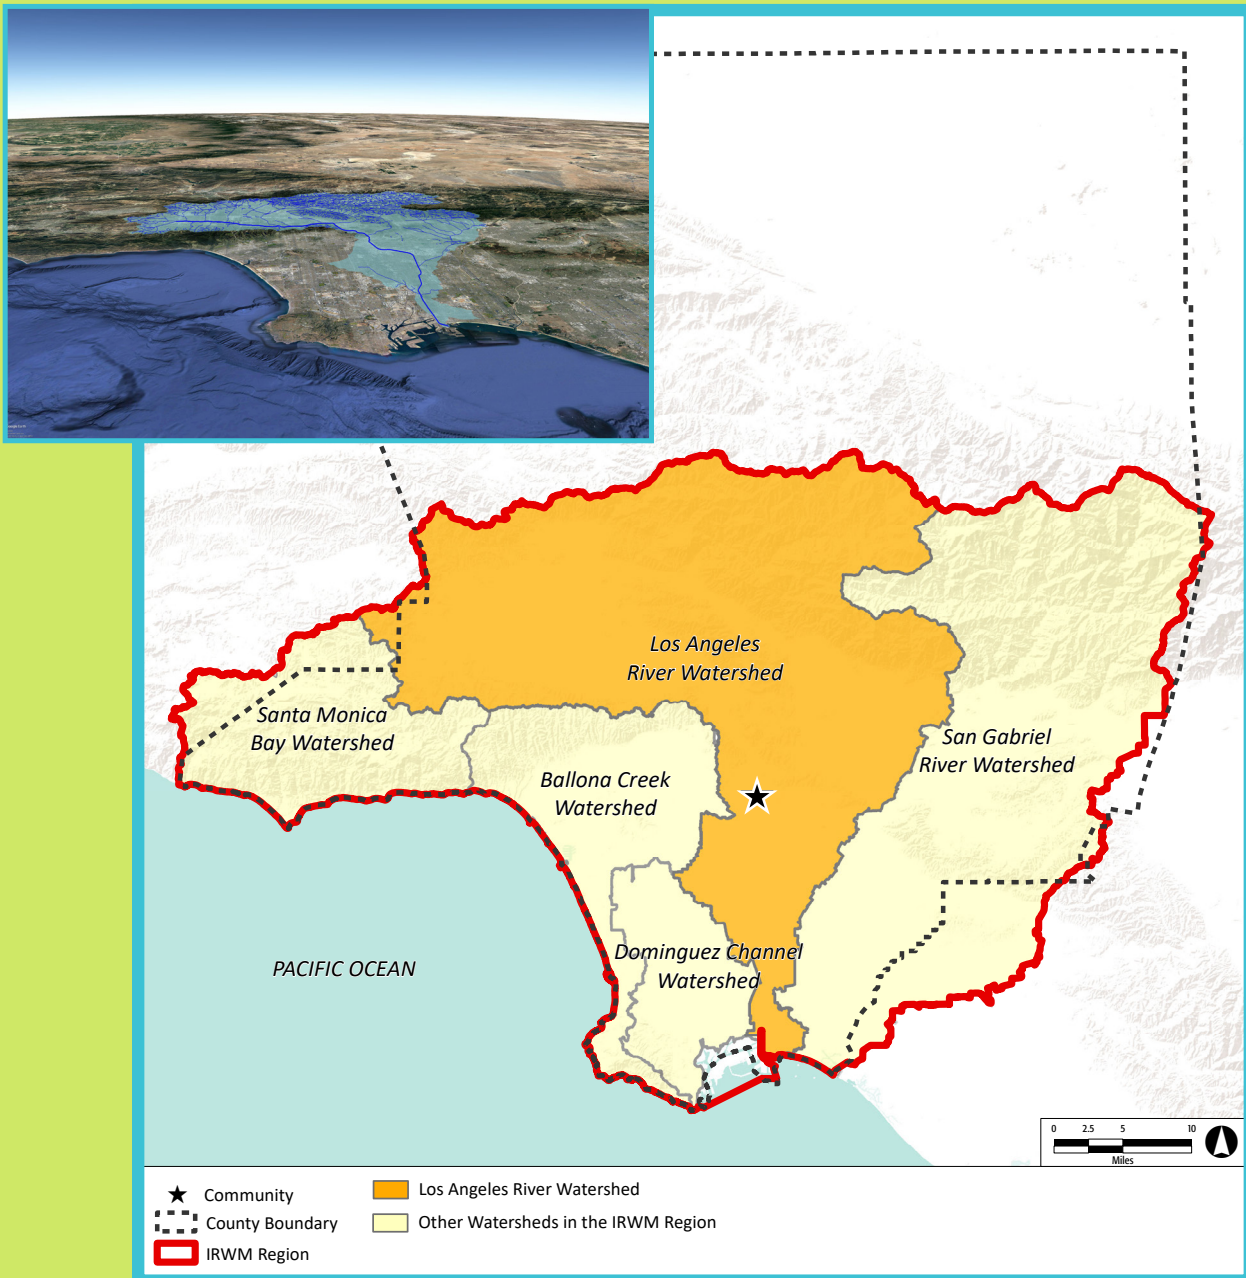 Los Angeles
River Watershed
Santa Monica
Bay Watershed
San Gabriel
River Watershed
Ballona Creek
Watershed
Dominguez Channel
Watershed
PACIFIC OCEAN
0 2.5 5 10
Miles
Community
County Boundary
IRWM Region
Los Angeles River Watershed
Other Watersheds in the IRWM Region